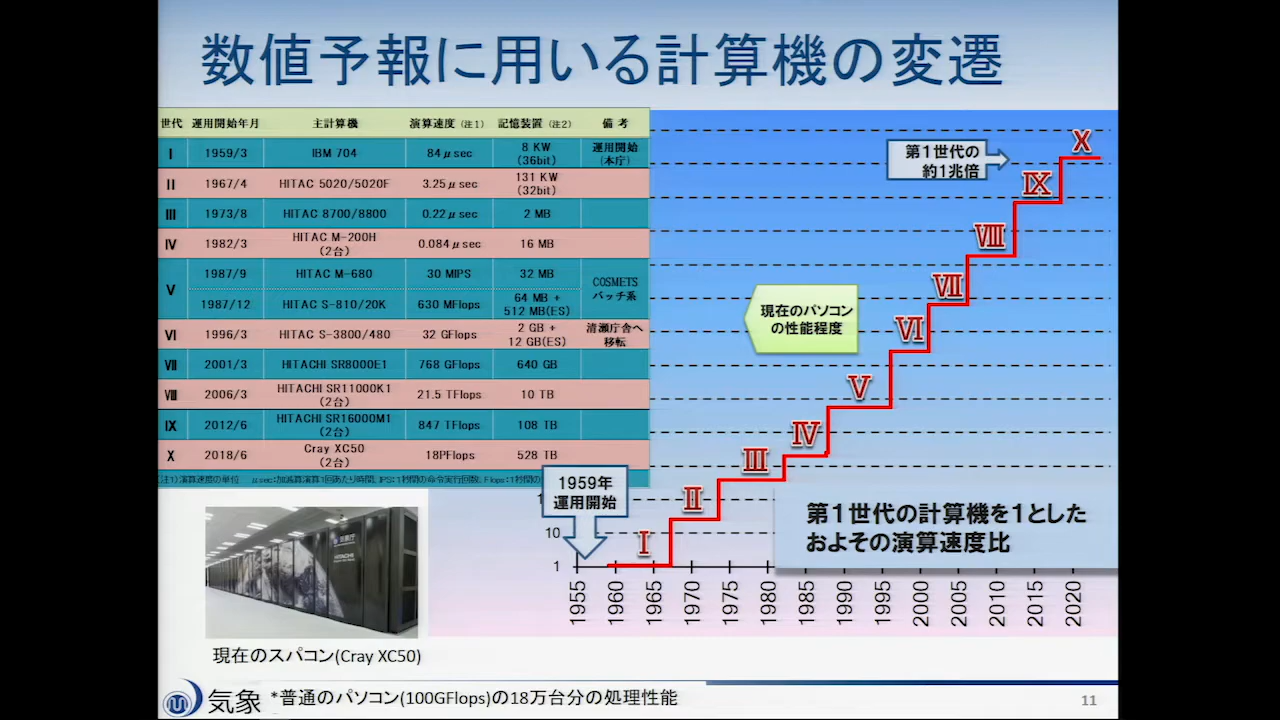 数値予報に用いる計算機の変遷
世代 運用開始年月 主計算機 演算速度 (注1) 記憶装置 (注2) 備考
I 1959/3 IBM 704 84μsec 8 KW (36bit) 運用開始 (本庁)
II 1967/4 HITAC 5020/5020F 3.25μsec 131 KW (32bit)
III 1973/8 HITAC 8700/8800 0.22μsec 2 MB
IV 1982/3 HITAC M-200H (2台) 0.084μsec 16 MB
V 1987/9 HITAC M-680 30 MIPS 32 MB COSMETS バッチ系
1987/12 HITAC S-810/20K 630 MFlops 64 MB + 512 MB(ES)
VI 1996/3 HITAC S-3800/480 32 GFlops 2 GB + 12 GB(ES) 清瀬庁舎へ移転
VII 2001/3 HITACHI SR8000E1 768 GFlops 640 GB
VIII 2006/3 HITACHI SR11000K1 (2台) 21.5 TFlops 10 TB
IX 2012/6 HITACHI SR16000M1 (2台) 847 TFlops 108 TB
X 2018/6 Cray XC50 (2台) 18PFlops 528 TB
(注1)演算速度の単位 μsec:加減算演算1回あたり時間、IPS:1秒間の命令実行回数、Flops:1秒間の
第1世代の
約1兆倍
X
IX
VIII
VII
現在のパソコン
の性能程度
VI
V
IV
III
II
I
1959年
運用開始
第1世代の計算機を1とした
およその演算速度比
10
1
1955 1960 1965 1970 1975 1980 1985 1990 1995 2000 2005 2010 2015 2020
HITACHI
現在のスパコン(Cray XC50)
気象
*普通のパソコン(100GFlops)の18万台分の処理性能
11